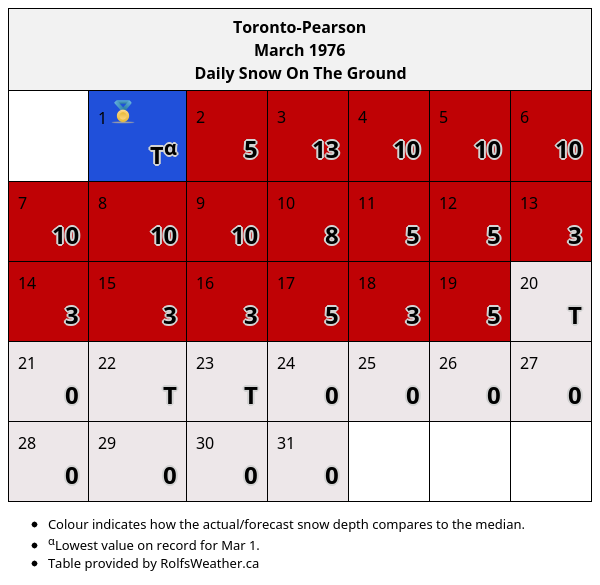 Toronto-Pearson
March 1976
Daily Snow On The Ground
1 2 3 4 5 6
Tα 5 13 10 10 10
7 8 9 10 11 12 13
10 10 10 8 5 5 3
14 15 16 17 18 19 20
3 3 3 5 3 5 T
21 22 23 24 25 26 27
0 T T 0 0 0 0
28 29 30 31
0 0 0 0
• Colour indicates how the actual/forecast snow depth compares to the median.
• αLowest value on record for Mar 1.
• Table provided by RolfsWeather.ca